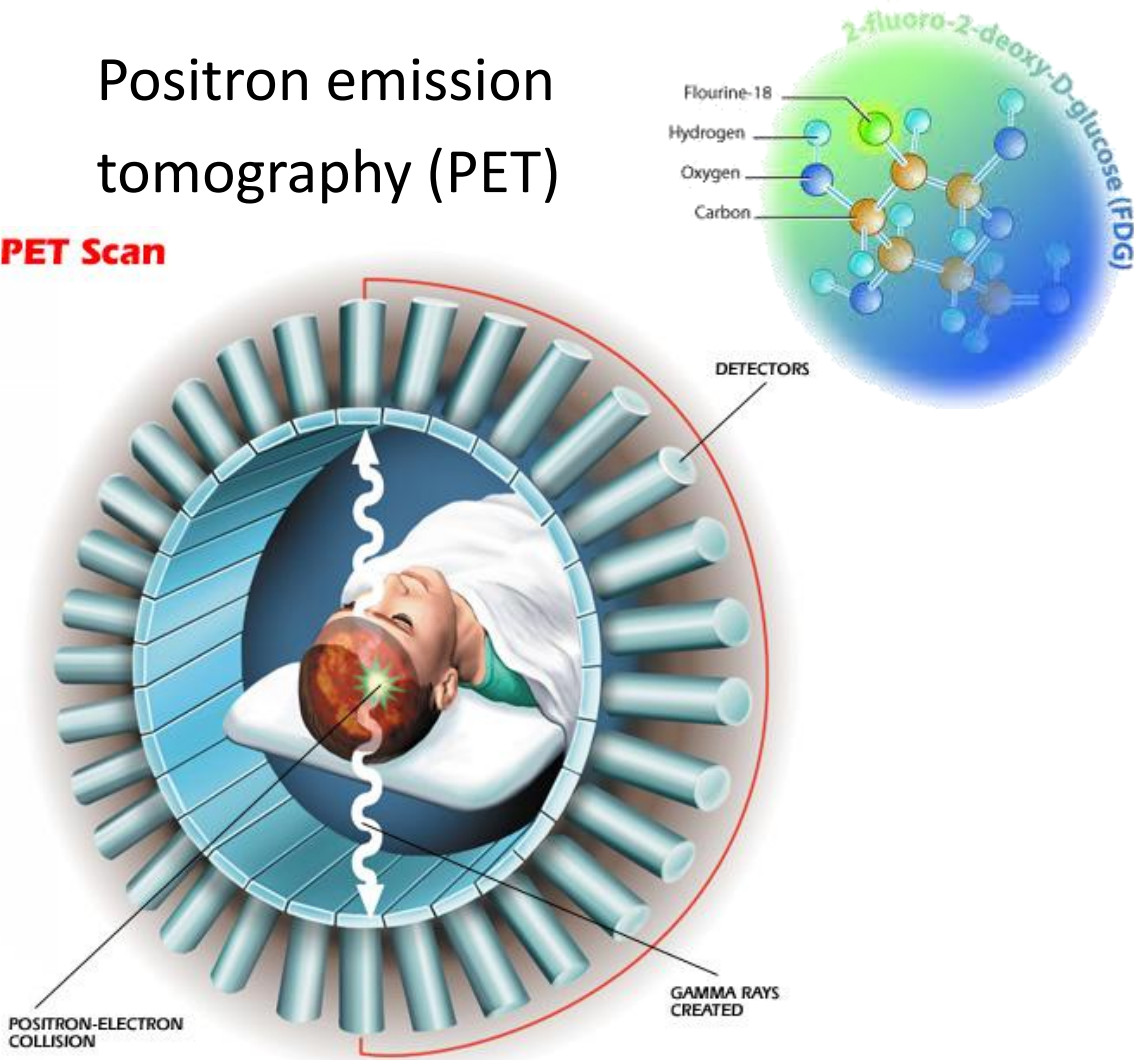 Positron emission
tomography (PET)
2-fluoro-2-deoxy-D-glucose (FDG)
Flourine-18
Hydrogen
Oxygen
Carbon
PET Scan
DETECTORS
GAMMA RAYS
CREATED
POSITRON-ELECTRON
COLLISION